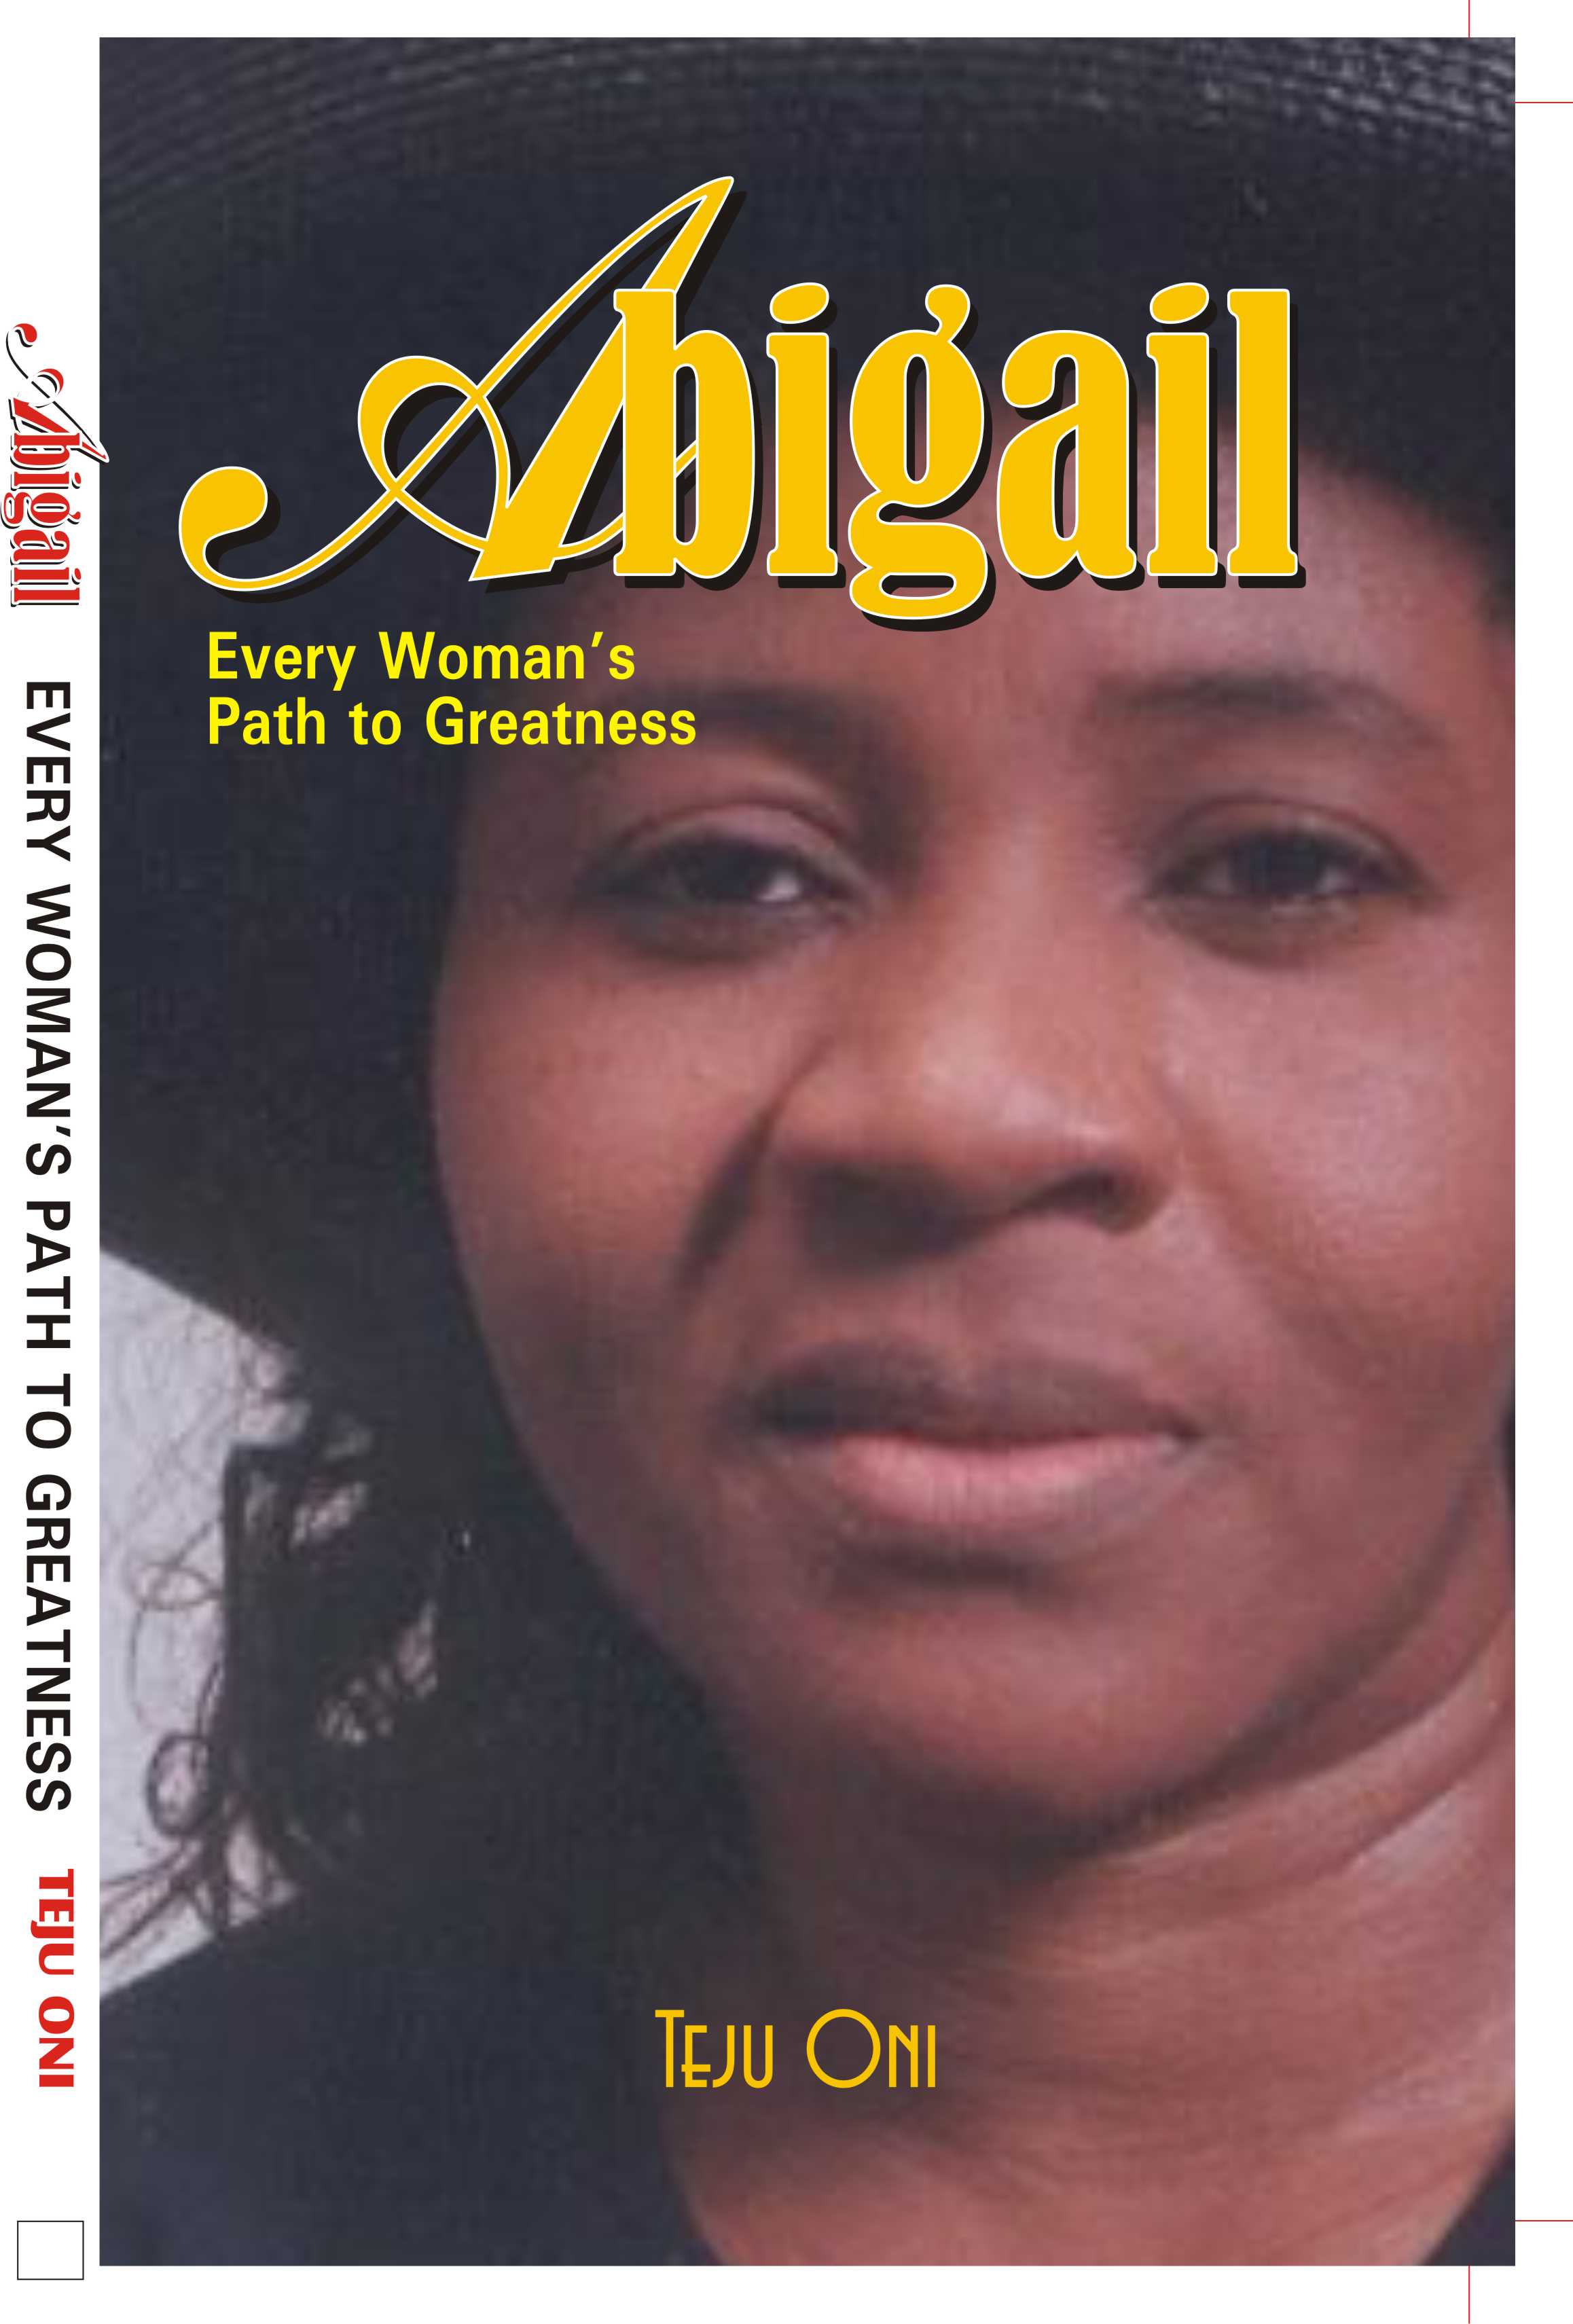 Abigail
Every Woman's
Path to Greatness
TEJU ONI
Abigail EVERY WOMAN'S PATH TO GREATNESS TEJU ONI